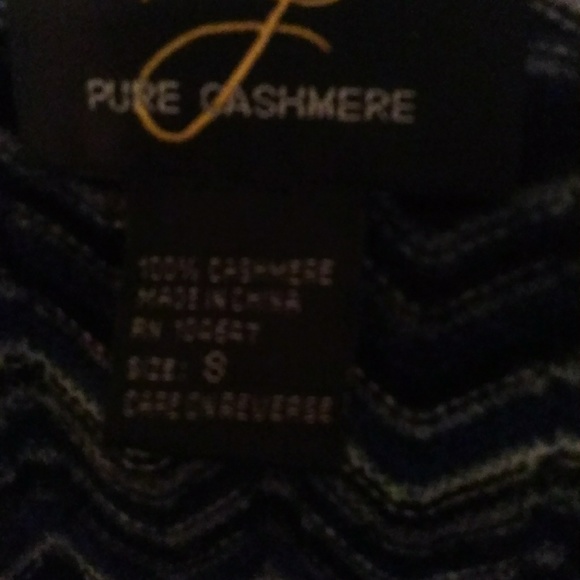 PURE CASHMERE
100% CASHMERE
MADE IN CHINA
RN
SIZE: S
CARE ON REVERSE